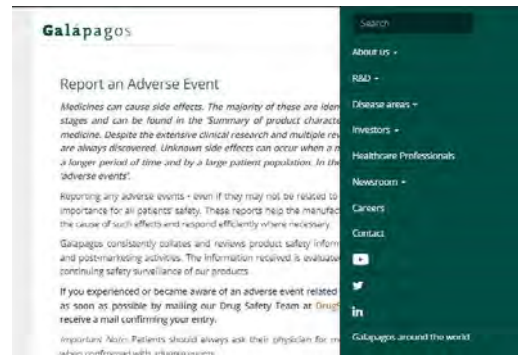 Galápagos
Report an Adverse Event
Medicines can cause side effects. The majority of these are iden
stages and can be found in the 'Summary of product characte
medicine. Despite the extensive clinical research and multiple rev
are always discovered. Unknown side effects can occur when a m
a longer period of time and by a large patient population. In the
'adverse events'.
Reporting any adverse events - even if they may not be related to
importance for all patients' safety. These reports help the manufac
the cause of such effects and respond efficiently where necessary.
Galapagos consistently collates and reviews product safety inform
and post-marketing activities. The information received is evaluate
continuing safety surveillance of our products.
If you experienced or became aware of an adverse event related
as soon as possible by mailing our Drug Safety Team at DrugS
receive a mail confirming your entry.
Important Note: Patients should always ask their physician for m
when confronted with adverse events.
Search
About us
R&D
Disease areas
Investors
Healthcare Professionals
Newsroom
Careers
Contact
in
Galapagos around the world